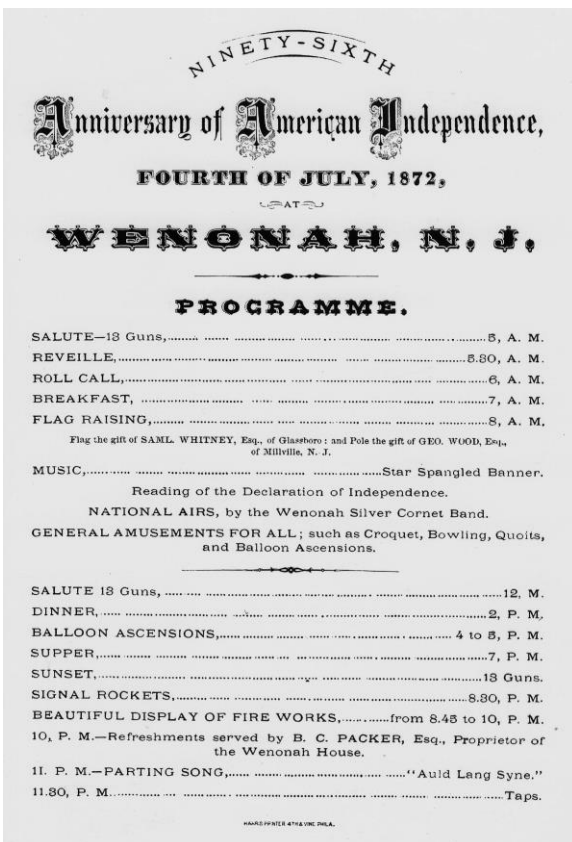 NINETY-SIXTH
Anniversary of American Independence,
FOURTH OF JULY, 1872,
AT
WENONAH, N. J.
PROGRAMME.
SALUTE—13 Guns, 5, A. M.
REVEILLE, 5.30, A. M.
ROLL CALL, 6, A. M.
BREAKFAST, 7, A. M.
FLAG RAISING, 8, A. M.
Flag the gift of SAML. WHITNEY, Esq., of Glassboro: and Pole the gift of GEO. WOOD, Esq.,
of Millville, N. J.
MUSIC, Star Spangled Banner.
Reading of the Declaration of Independence.
NATIONAL AIRS, by the Wenonah Silver Cornet Band.
GENERAL AMUSEMENTS FOR ALL; such as Croquet, Bowling, Quoits,
and Balloon Ascensions.
SALUTE 13 Guns, 12, M.
DINNER, 2, P. M.
BALLOON ASCENSIONS, 4 to 5, P. M.
SUPPER, 7, P. M.
SUNSET, 13 Guns.
SIGNAL ROCKETS, 8.30, P. M.
BEAUTIFUL DISPLAY OF FIRE WORKS, from 8.45 to 10, P. M.
10, P. M.—Refreshments served by B. C. PACKER, Esq., Proprietor of
the Wenonah House.
11. P. M.—PARTING SONG, "Auld Lang Syne."
11.30, P. M. Taps.
PRINTER 4TH & VINE PHILA.